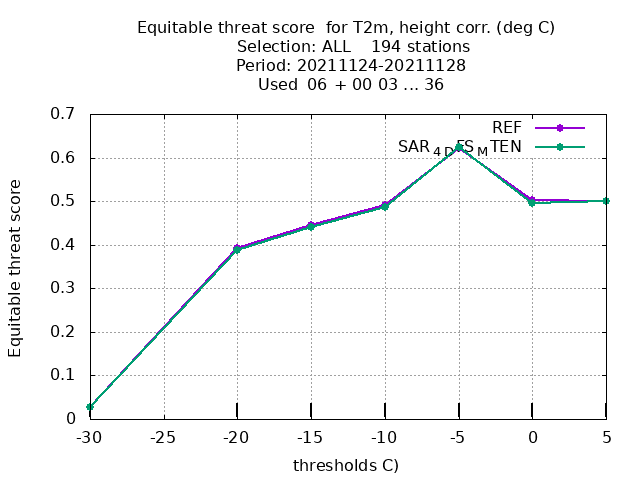 Equitable threat score  for T2m, height corr. (deg C)
Selection: ALL    194 stations
Period: 20211124-20211128
Used  06 + 00 03 ... 36
0.7
0.6
0.5
0.4
0.3
0.2
0.1
0
Equitable threat score
REF
SAR4DFSMTEN
-30
-25
-20
-15
-10
-5
0
5
thresholds C)